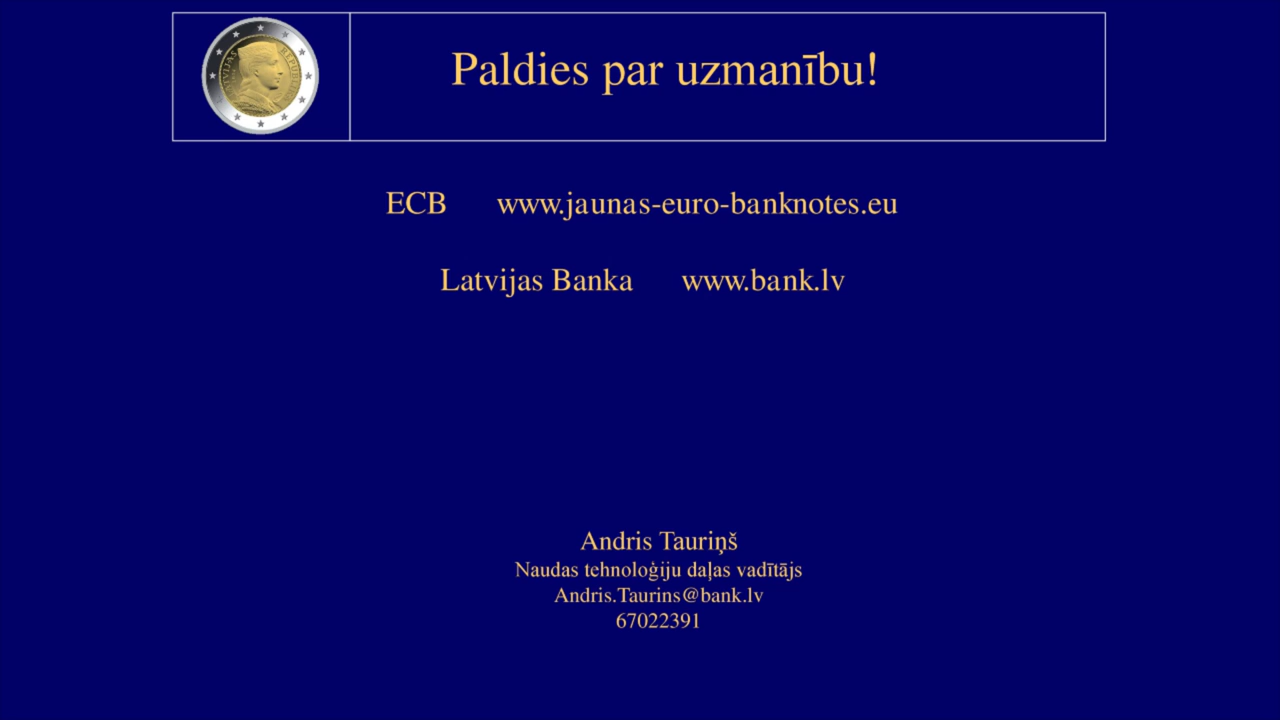 Paldies par uzmanību!
ECB www.jaunas-euro-banknotes.eu
Latvijas Banka www.bank.lv
Andris Tauriņš
Naudas tehnoloģiju daļas vadītājs
Andris.Taurins@bank.lv
67022391